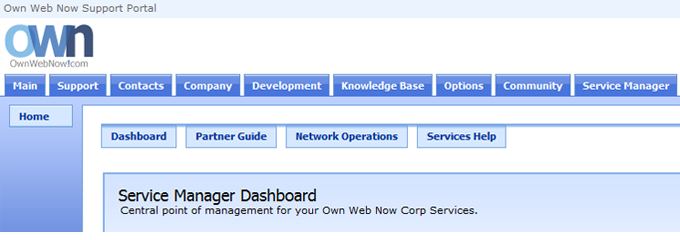 Own Web Now Support Portal
own
OwnWebNow!com
Main Support Contacts Company Development Knowledge Base Options Community Service Manager
Home
Dashboard Partner Guide Network Operations Services Help
Service Manager Dashboard
Central point of management for your Own Web Now Corp Services.